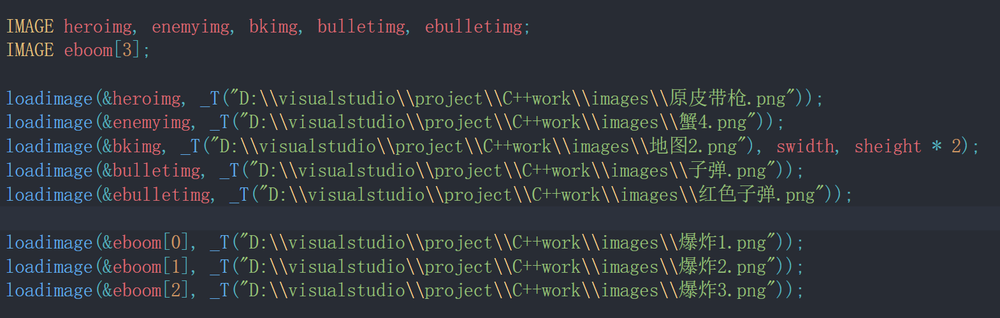 IMAGE heroimg, enemyimg, bkimg, bulletimg, ebulletimg;
IMAGE eboom[3];
loadimage(&heroimg, _T("D:\\visualstudio\\project\\C++work\\images\\原皮带枪.png"));
loadimage(&enemyimg, _T("D:\\visualstudio\\project\\C++work\\images\\蟹4.png"));
loadimage(&bkimg, _T("D:\\visualstudio\\project\\C++work\\images\\地图2.png"), swidth, sheight * 2);
loadimage(&bulletimg, _T("D:\\visualstudio\\project\\C++work\\images\\子弹.png"));
loadimage(&ebulletimg, _T("D:\\visualstudio\\project\\C++work\\images\\红色子弹.png"));
loadimage(&eboom[0], _T("D:\\visualstudio\\project\\C++work\\images\\爆炸1.png"));
loadimage(&eboom[1], _T("D:\\visualstudio\\project\\C++work\\images\\爆炸2.png"));
loadimage(&eboom[2], _T("D:\\visualstudio\\project\\C++work\\images\\爆炸3.png"));